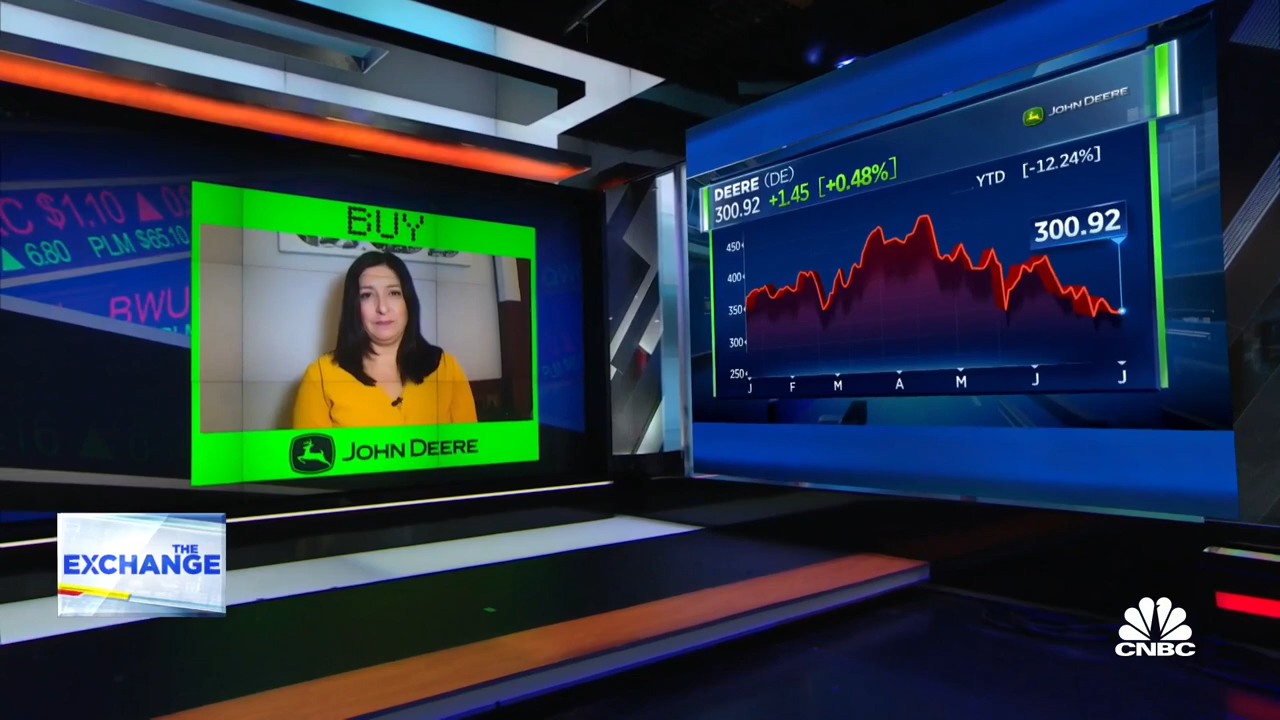 C $1.10 ▲0
▲ 6.80 PLM $65.10
BWU
BUY
JOHN DEERE
JOHN DEERE
DEERE (DE)
300.92 +1.45 [+0.48%]
YTD [-12.24%]
300.92
450
400
350
300
250
J F M A M J J
THE
EXCHANGE
CNBC